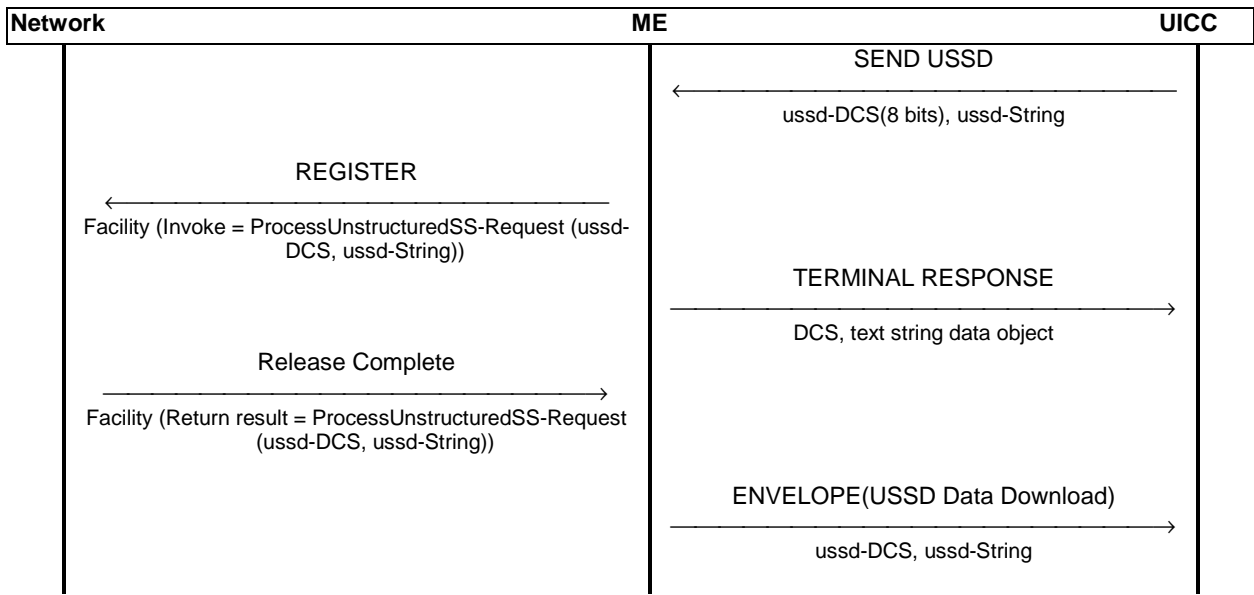 Network ME UICC
SEND USSD
ussd-DCS(8 bits), ussd-String
REGISTER
Facility (Invoke = ProcessUnstructuredSS-Request (ussd-
DCS, ussd-String))
TERMINAL RESPONSE
DCS, text string data object
Release Complete
Facility (Return result = ProcessUnstructuredSS-Request
(ussd-DCS, ussd-String))
ENVELOPE(USSD Data Download)
ussd-DCS, ussd-String